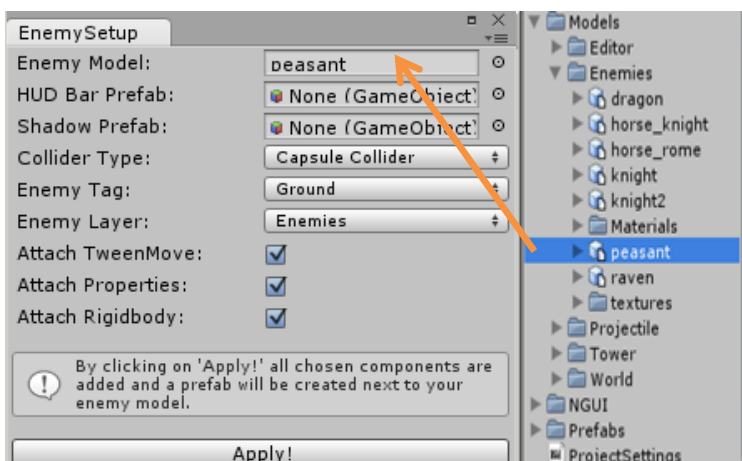 EnemySetup
Enemy Model:
peasant
HUD Bar Prefab:
None (GameObject)
Shadow Prefab:
None (GameObject)
Collider Type:
Capsule Collider
Enemy Tag:
Ground
Enemy Layer:
Enemies
Attach TweenMove:
Attach Properties:
Attach Rigidbody:
By clicking on 'Apply!' all chosen components are
added and a prefab will be created next to your
enemy model.
Apply!
Models
Editor
Enemies
dragon
horse_knight
horse_rome
knight
knight2
Materials
peasant
raven
textures
Projectile
Tower
World
NGUI
Prefabs
ProjectSettings